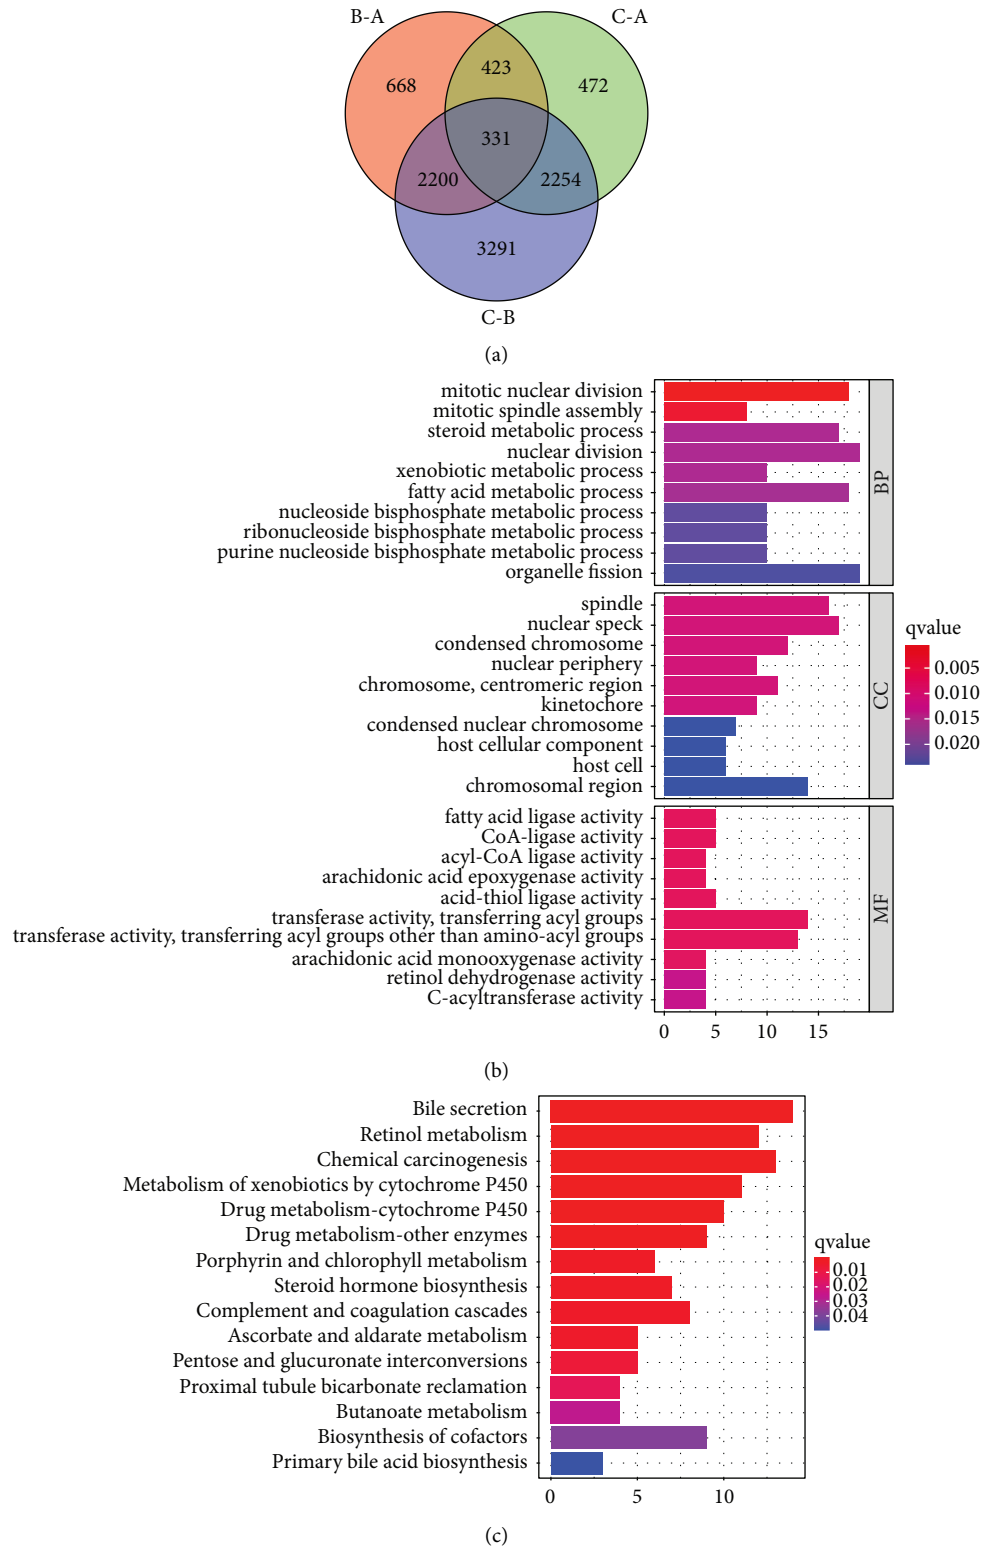 B-A
C-A
668
423
472
331
2200
2254
3291
C-B
(a)
mitotic nuclear division
mitotic spindle assembly
steroid metabolic process
nuclear division
xenobiotic metabolic process
fatty acid metabolic process
nucleoside bisphosphate metabolic process
ribonucleoside bisphosphate metabolic process
purine nucleoside bisphosphate metabolic process
organelle fission
BP
spindle
nuclear speck
condensed chromosome
nuclear periphery
chromosome, centromeric region
kinetochore
condensed nuclear chromosome
host cellular component
host cell
chromosomal region
CC
fatty acid ligase activity
CoA-ligase activity
acyl-CoA ligase activity
arachidonic acid epoxygenase activity
acid-thiol ligase activity
transferase activity, transferring acyl groups
transferase activity, transferring acyl groups other than amino-acyl groups
arachidonic acid monooxygenase activity
retinol dehydrogenase activity
C-acyltransferase activity
MF
0 5 10 15
qvalue
0.005
0.010
0.015
0.020
(b)
Bile secretion
Retinol metabolism
Chemical carcinogenesis
Metabolism of xenobiotics by cytochrome P450
Drug metabolism-cytochrome P450
Drug metabolism-other enzymes
Porphyrin and chlorophyll metabolism
Steroid hormone biosynthesis
Complement and coagulation cascades
Ascorbate and aldarate metabolism
Pentose and glucuronate interconversions
Proximal tubule bicarbonate reclamation
Butanoate metabolism
Biosynthesis of cofactors
Primary bile acid biosynthesis
0 5 10
qvalue
0.01
0.02
0.03
0.04
(c)